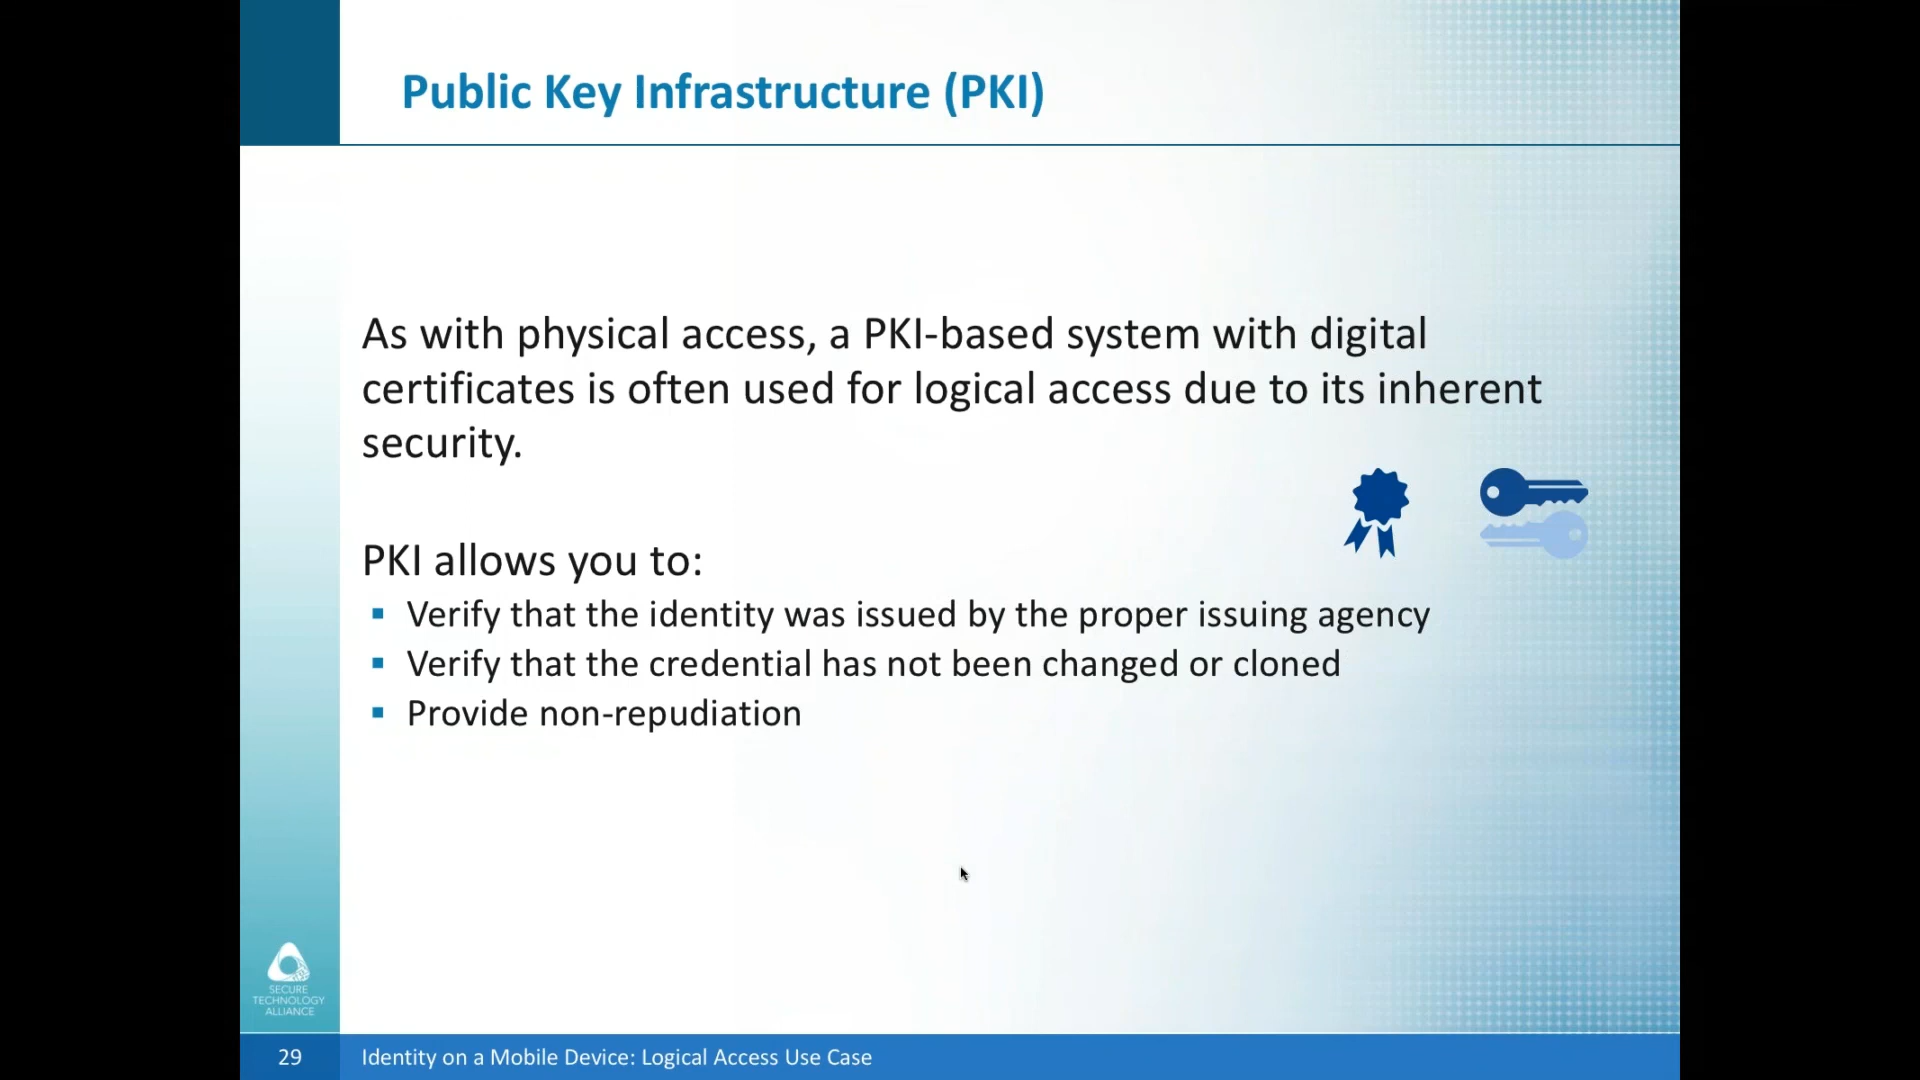 Public Key Infrastructure (PKI)
As with physical access, a PKI-based system with digital
certificates is often used for logical access due to its inherent
security.
PKI allows you to:
Verify that the identity was issued by the proper issuing agency
Verify that the credential has not been changed or cloned
Provide non-repudiation
SECURE
TECHNOLOGY
ALLIANCE
29 Identity on a Mobile Device: Logical Access Use Case